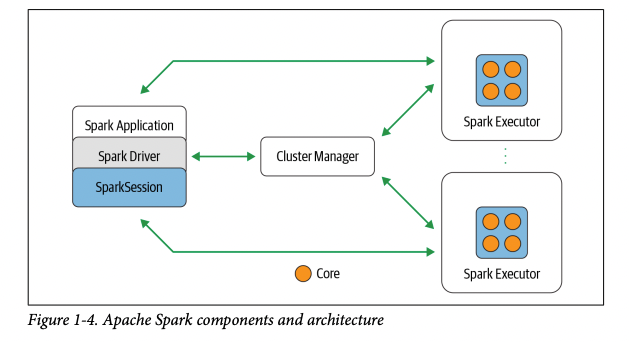 Spark Application
Spark Driver
SparkSession
Cluster Manager
Spark Executor
Spark Executor
Core
Figure 1-4. Apache Spark components and architecture